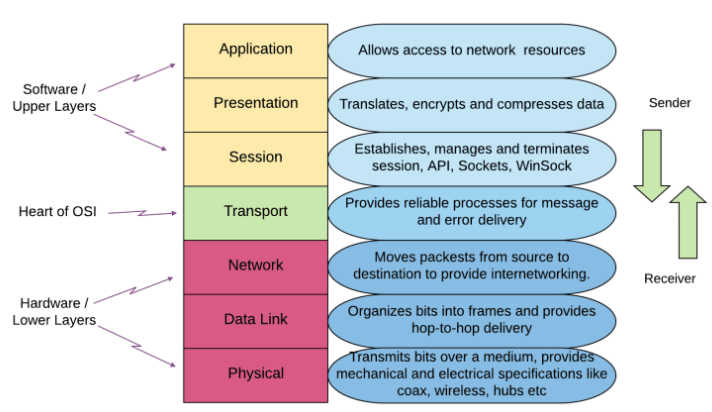 Application
Allows access to network resources
Software /
Upper Layers
Presentation
Translates, encrypts and compresses data
Sender
Session
Establishes, manages and terminates
session, API, Sockets, WinSock
Heart of OSI
Transport
Provides reliable processes for message
and error delivery
Network
Moves packests from source to
destination to provide internetworking.
Receiver
Hardware /
Lower Layers
Data Link
Organizes bits into frames and provides
hop-to-hop delivery
Physical
Transmits bits over a medium, provides
mechanical and electrical specifications like
coax, wireless, hubs etc